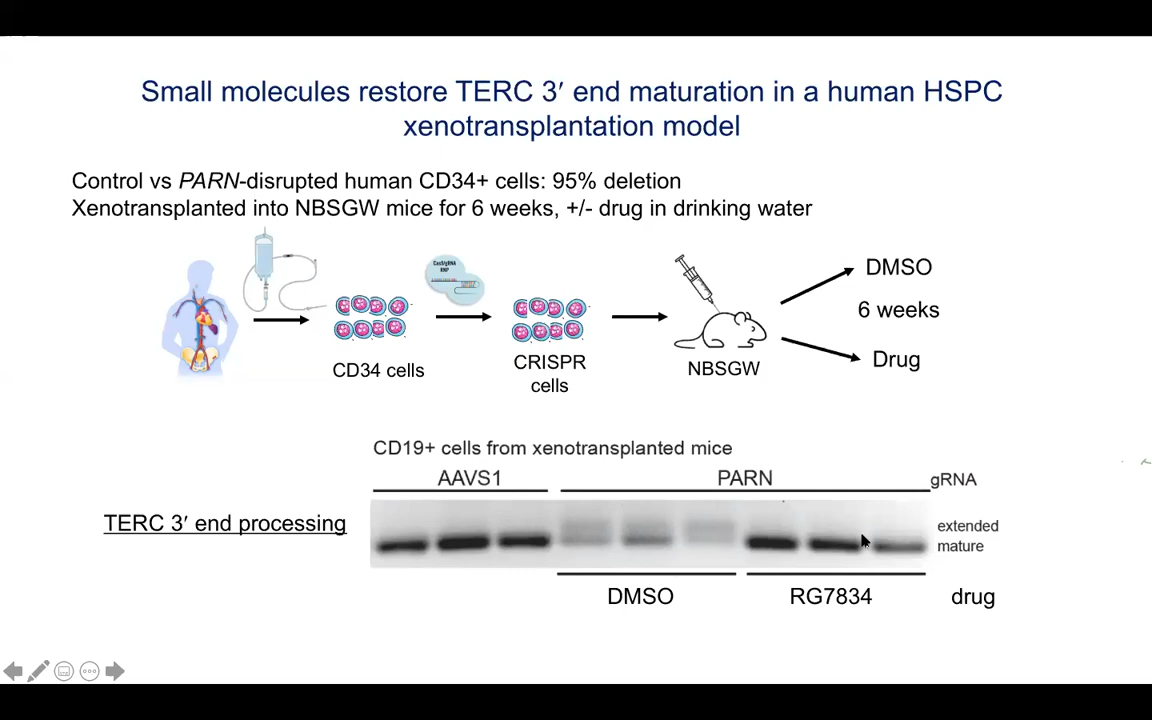 Small molecules restore TERC 3′ end maturation in a human HSPC
xenotransplantation model
Control vs PARN-disrupted human CD34+ cells: 95% deletion
Xenotransplanted into NBSGW mice for 6 weeks, +/- drug in drinking water
Cas9/gRNA
RNP
CD34 cells
CRISPR
cells
NBSGW
DMSO
6 weeks
Drug
CD19+ cells from xenotransplanted mice
AAVS1
PARN
gRNA
TERC 3′ end processing
extended
mature
DMSO
RG7834
drug